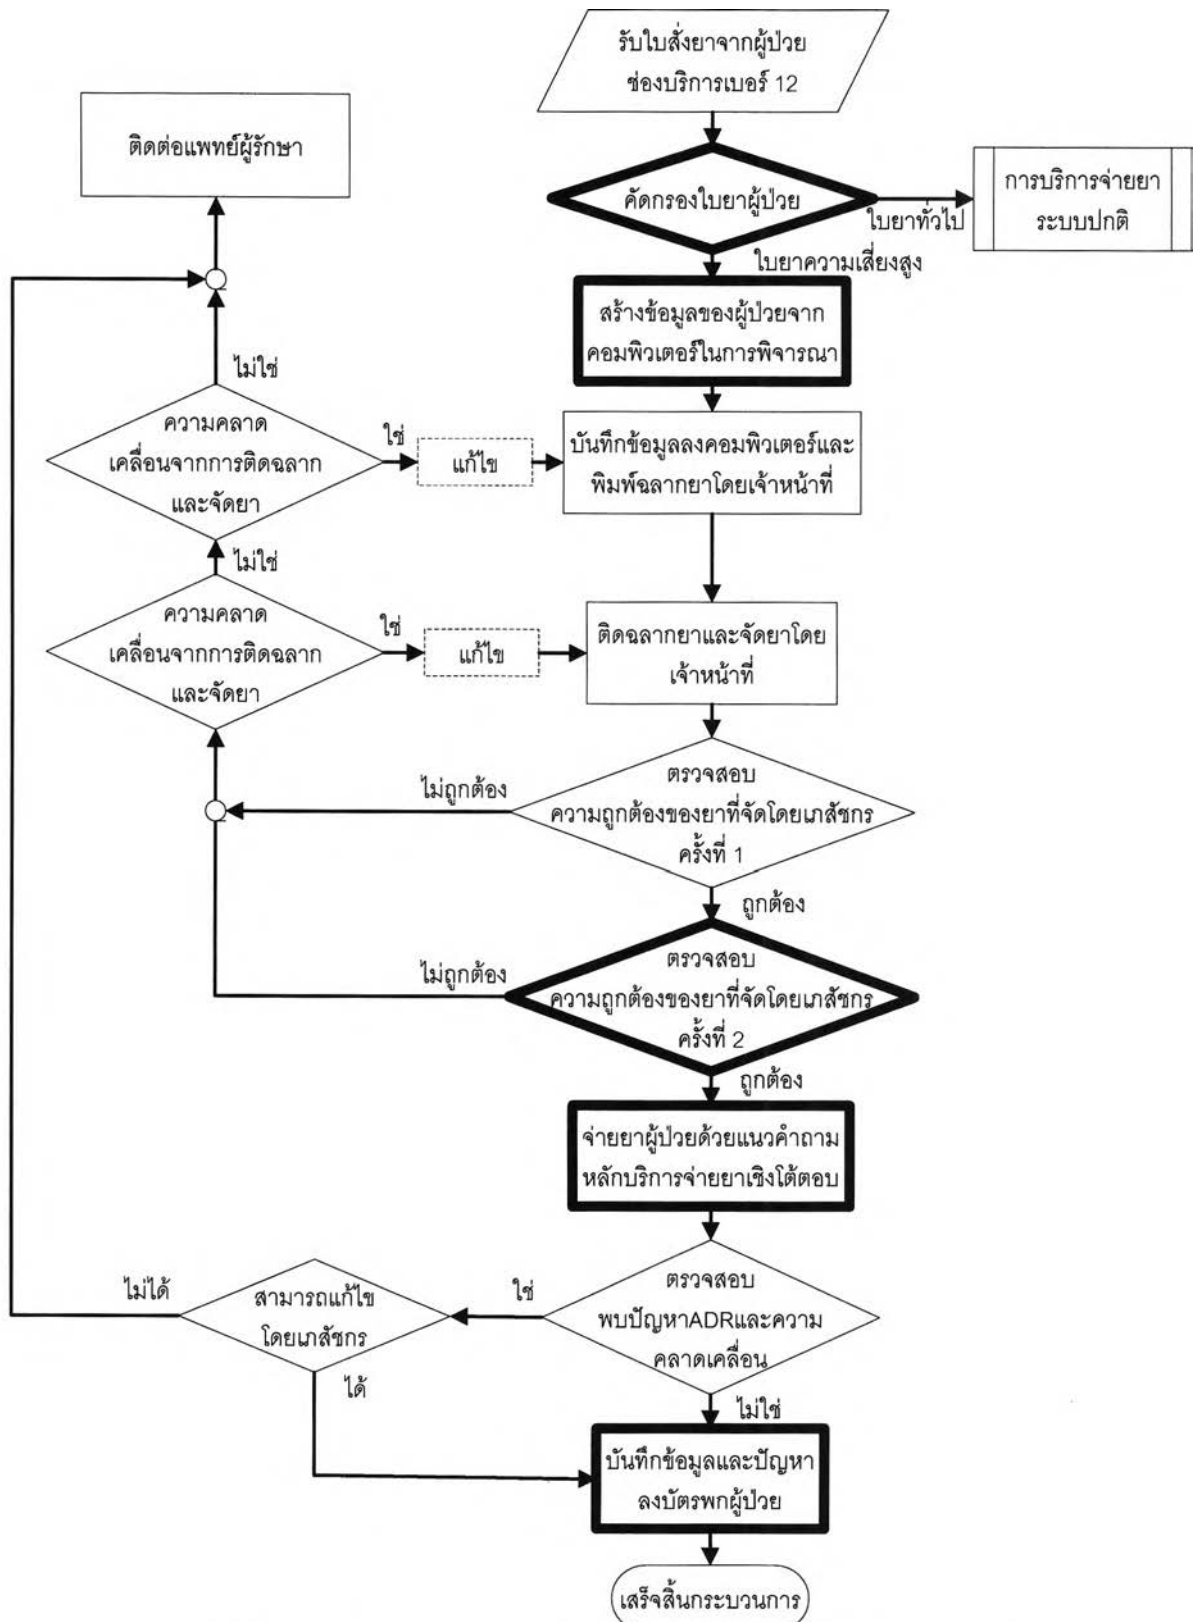 รับใบสั่งยาจากผู้ป่วย
ช่องบริการเบอร์ 12
ติดต่อแพทย์ผู้รักษา
คัดกรองใบยาผู้ป่วย
ใบยาทั่วไป
การบริการจ่ายยา
ระบบปกติ
ใบยาความเสี่ยงสูง
สร้างข้อมูลของผู้ป่วยจาก
คอมพิวเตอร์ในการพิจารณา
ไม่ใช่
ความคลาด
เคลื่อนจากการติดฉลาก
และจัดยา
ใช่
แก้ไข
บันทึกข้อมูลลงคอมพิวเตอร์และ
พิมพ์ฉลากยาโดยเจ้าหน้าที่
ไม่ใช่
ความคลาด
เคลื่อนจากการติดฉลาก
และจัดยา
ใช่
แก้ไข
ติดฉลากยาและจัดยาโดย
เจ้าหน้าที่
ไม่ถูกต้อง
ตรวจสอบ
ความถูกต้องของยาที่จัดโดยเภสัชกร
ครั้งที่ 1
ถูกต้อง
ไม่ถูกต้อง
ตรวจสอบ
ความถูกต้องของยาที่จัดโดยเภสัชกร
ครั้งที่ 2
ถูกต้อง
จ่ายยาผู้ป่วยด้วยแนวคำถาม
หลักบริการจ่ายยาเชิงโต้ตอบ
ไม่ได้
สามารถแก้ไข
โดยเภสัชกร
ใช่
ตรวจสอบ
พบปัญหาADRและความ
คลาดเคลื่อน
ได้
ไม่ใช่
บันทึกข้อมูลและปัญหา
ลงบัตรพกผู้ป่วย
เสร็จสิ้นกระบวนการ